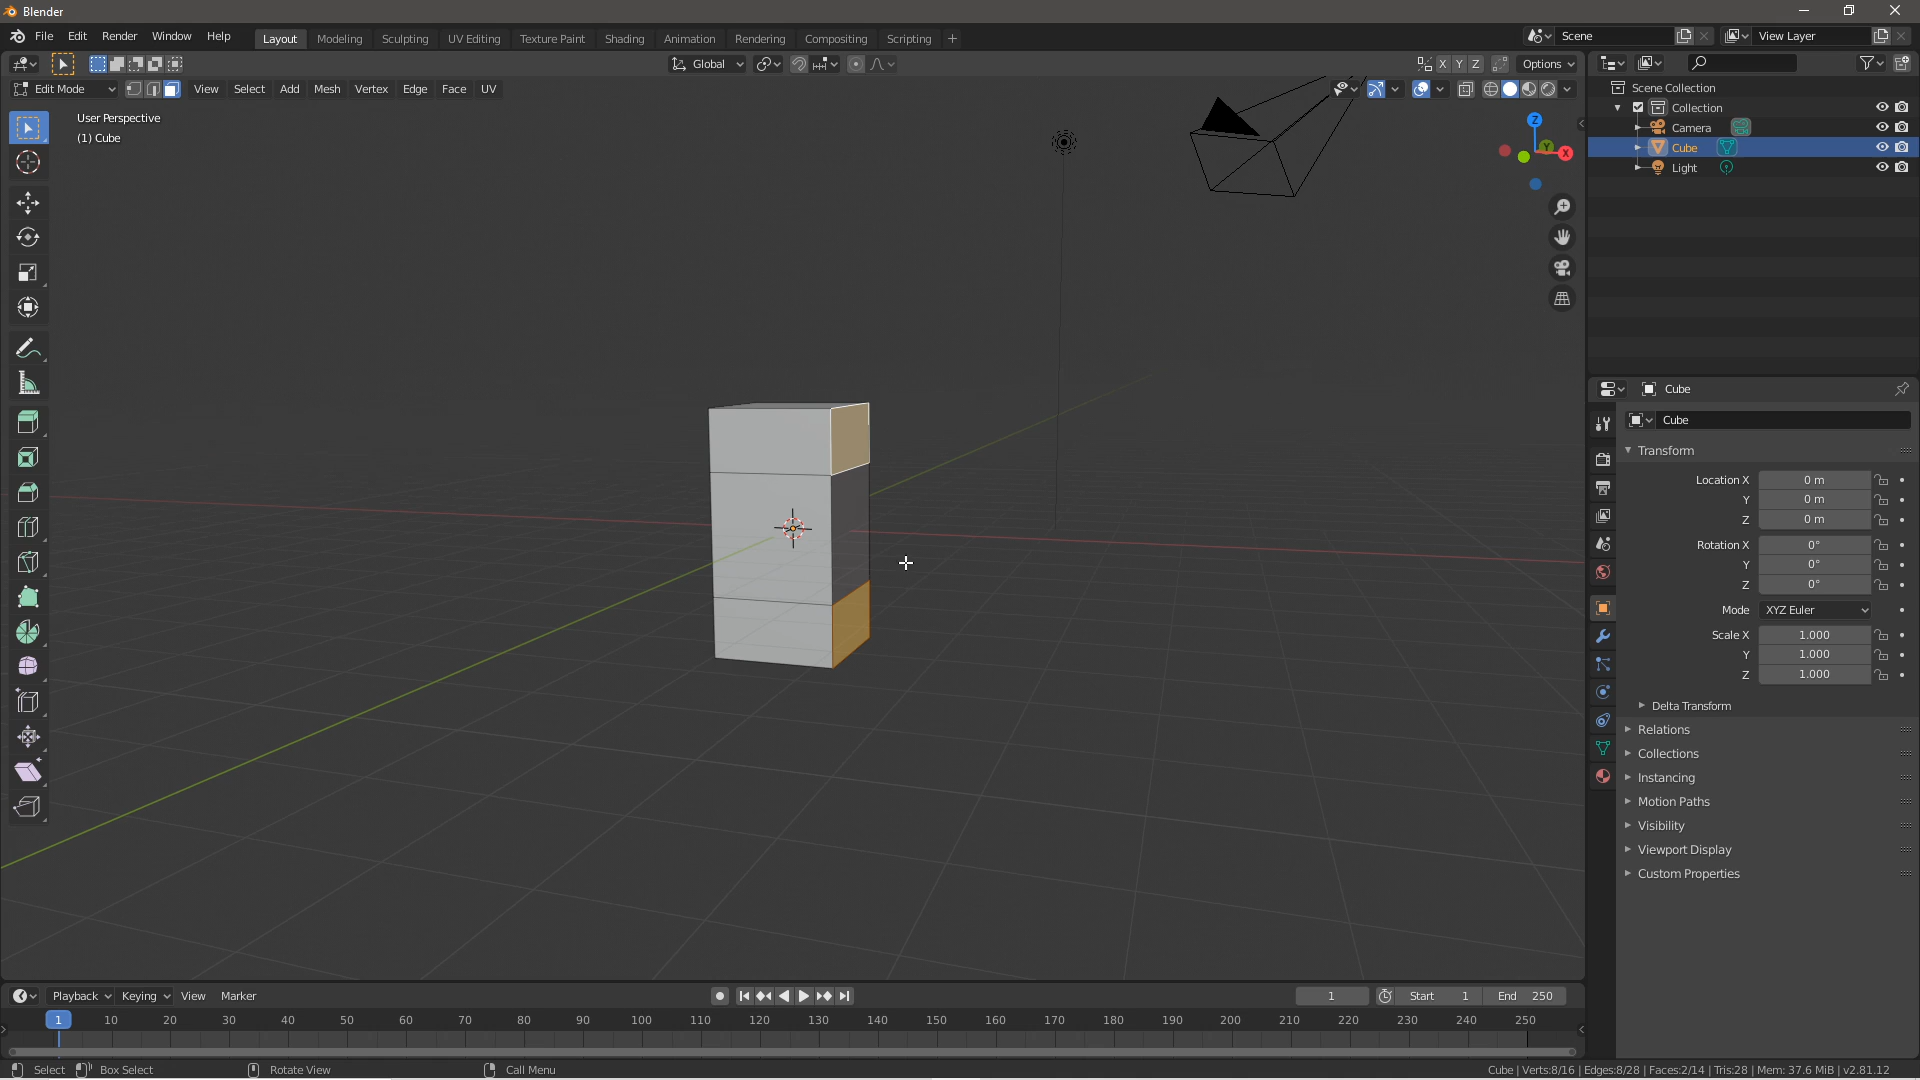 Blender
File Edit Render Window Help Layout Modeling Sculpting UV Editing Texture Paint Shading Animation Rendering Compositing Scripting + Scene View Layer
Global X Y Z Options
Edit Mode View Select Add Mesh Vertex Edge Face UV
User Perspective
(1) Cube
Z
Y
X
Scene Collection
Collection
Camera
Cube
Light
Cube
Cube
Transform
Location X 0 m
Y 0 m
Z 0 m
Rotation X 0°
Y 0°
Z 0°
Mode XYZ Euler
Scale X 1.000
Y 1.000
Z 1.000
Delta Transform
Relations
Collections
Instancing
Motion Paths
Visibility
Viewport Display
Custom Properties
Playback Keying View Marker 1 Start 1 End 250
1 10 20 30 40 50 60 70 80 90 100 110 120 130 140 150 160 170 180 190 200 210 220 230 240 250
Select Box Select Rotate View Call Menu Cube | Verts:8/16 | Edges:8/28 | Faces:2/14 | Tris:28 | Mem: 37.6 MiB | v2.81.12